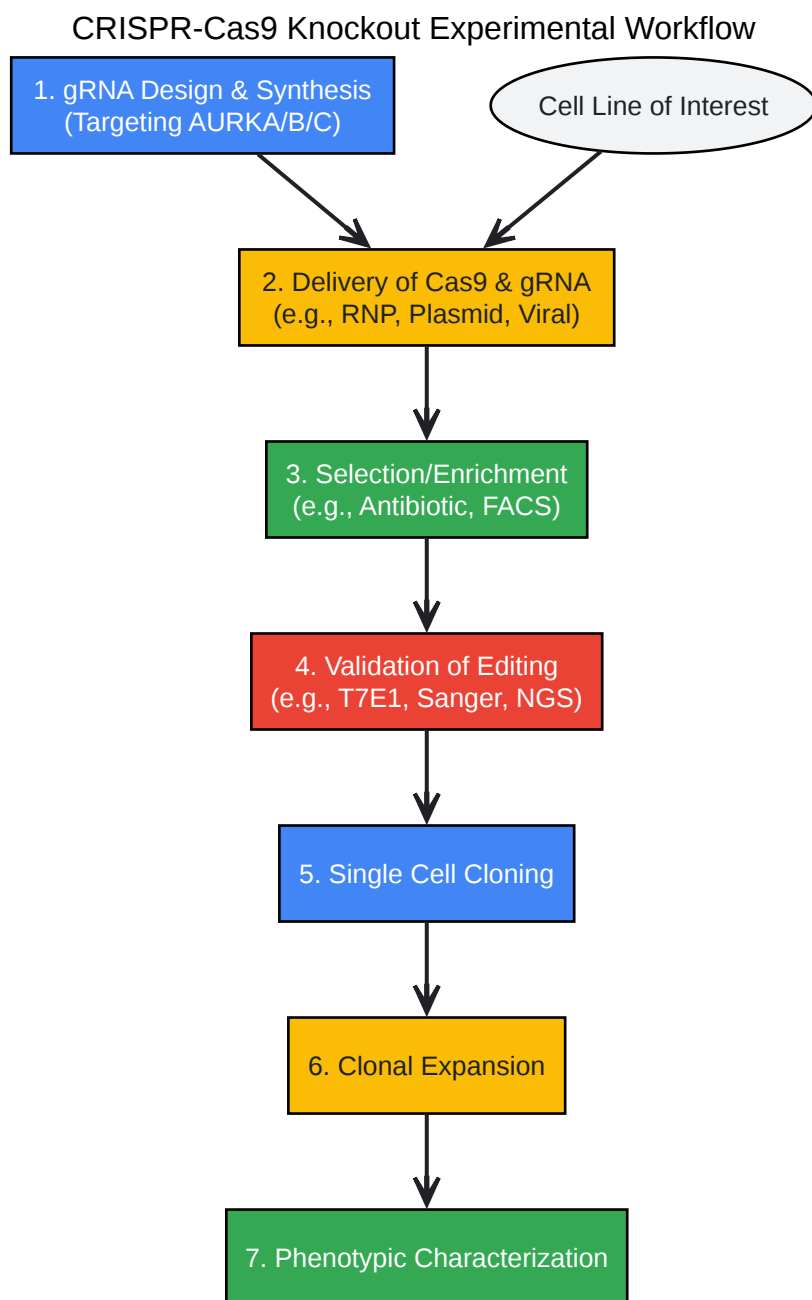 CRISPR-Cas9 Knockout Experimental Workflow
1. gRNA Design & Synthesis
(Targeting AURKA/B/C)
Cell Line of Interest
2. Delivery of Cas9 & gRNA
(e.g., RNP, Plasmid, Viral)
3. Selection/Enrichment
(e.g., Antibiotic, FACS)
4. Validation of Editing
(e.g., T7E1, Sanger, NGS)
5. Single Cell Cloning
6. Clonal Expansion
7. Phenotypic Characterization